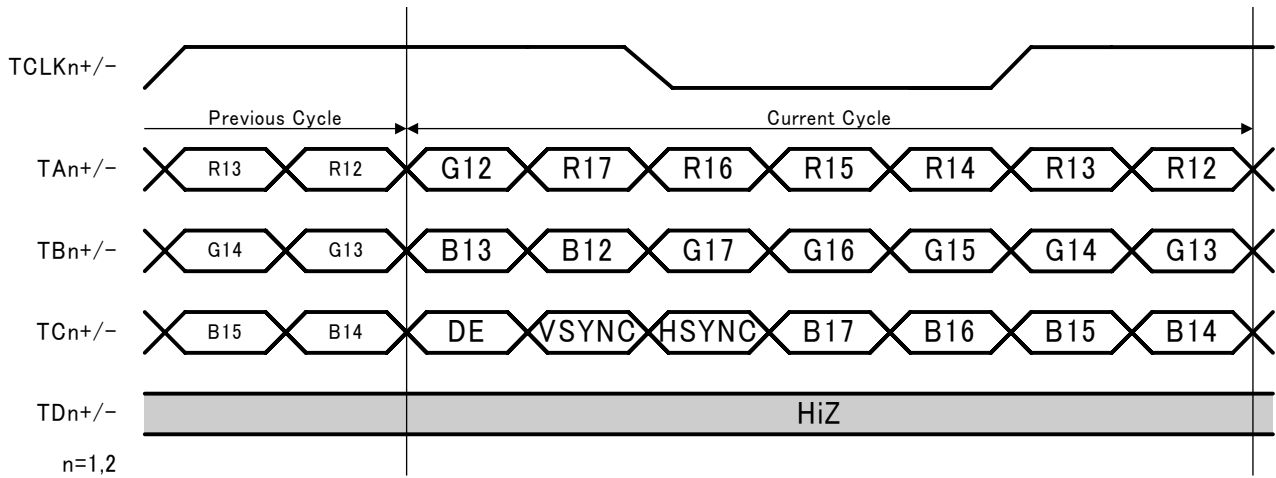 TCLKn+/-
Previous Cycle Current Cycle
TAn+/- R13 R12 G12 R17 R16 R15 R14 R13 R12
TBn+/- G14 G13 B13 B12 G17 G16 G15 G14 G13
TCn+/- B15 B14 DE VSYNC HSYNC B17 B16 B15 B14
TDn+/- HiZ
n=1,2